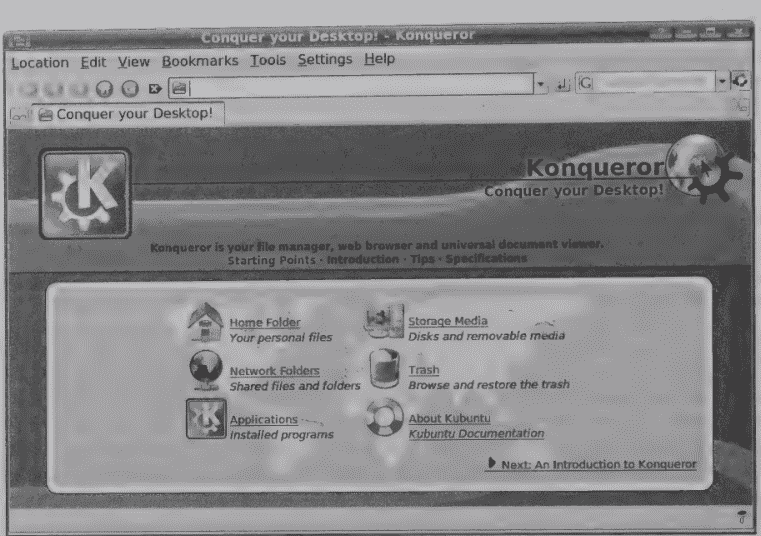 Conquer your Desktop! - Konqueror
Location Edit View Bookmarks Tools Settings Help
Conquer your Desktop!
Konqueror
Conquer your Desktop!
Konqueror is your file manager, web browser and universal document viewer.
Starting Points · Introduction · Tips · Specifications
Home Folder
Your personal files
Storage Media
Disks and removable media
Network Folders
Shared files and folders
Trash
Browse and restore the trash
Applications
Installed programs
About Kubuntu
Kubuntu Documentation
Next: An Introduction to Konqueror